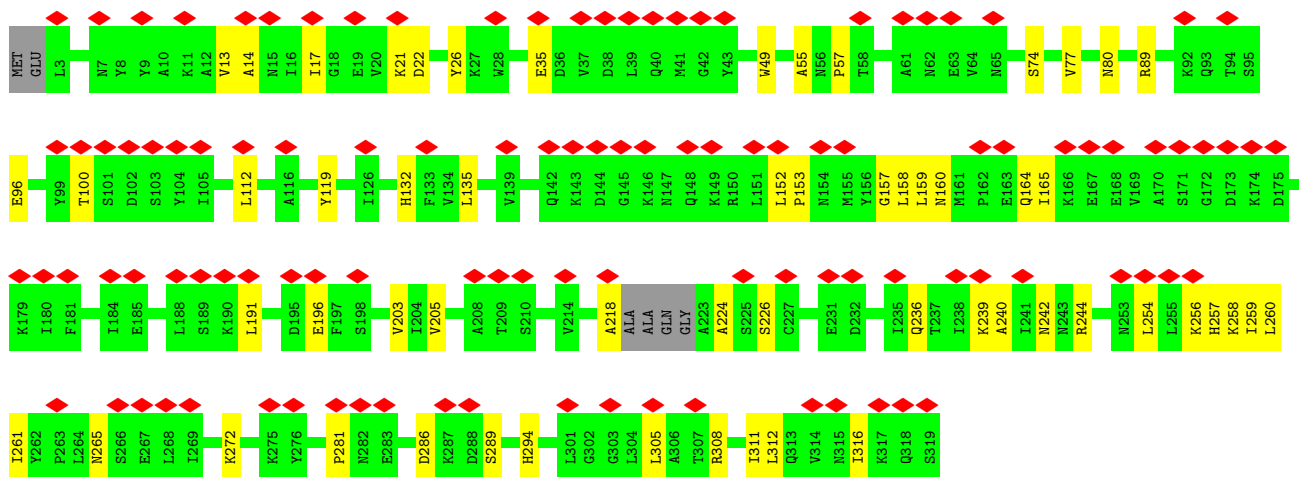 MET GLU L3 N7 Y8 Y9 A10 K11 A12 V13 A14 N15 I16 I17 G18 E19 V20 K21 D22 Y26 K27 W28 E35 D36 V37 D38 L39 Q40 M41 G42 Y43 W49 A55 N56 P57 T58 A61 N62 E63 V64 N65 S74 V77 N80 R89 K92 Q93 T94 S95
E96 Y99 T100 S101 D102 S103 Y104 I105 L112 A116 Y119 I126 H132 F133 V134 L135 V139 Q142 K143 D144 G145 K146 N147 Q148 K149 R150 L151 L152 P153 N154 M155 Y156 G157 L158 L159 N160 M161 P162 E163 Q164 I165 K166 E167 E168 V169 A170 S171 G172 D173 K174 D175
K179 I180 F181 I184 E185 L188 S189 K190 L191 D195 E196 F197 S198 V203 I204 V205 A208 T209 S210 V214 A218 ALA ALA GLN GLY A223 A224 S225 S226 C227 E231 D232 I235 Q236 T237 I238 K239 A240 I241 N242 N243 R244 N253 L254 L255 K256 H257 K258 I259 L260
I261 Y262 P263 L264 N265 S266 E267 L268 I269 K272 K275 Y276 P281 N282 E283 D286 K287 D288 S289 H294 L301 G302 G303 L304 L305 A306 T307 R308 I311 L312 Q313 V314 N315 I316 K317 Q318 S319